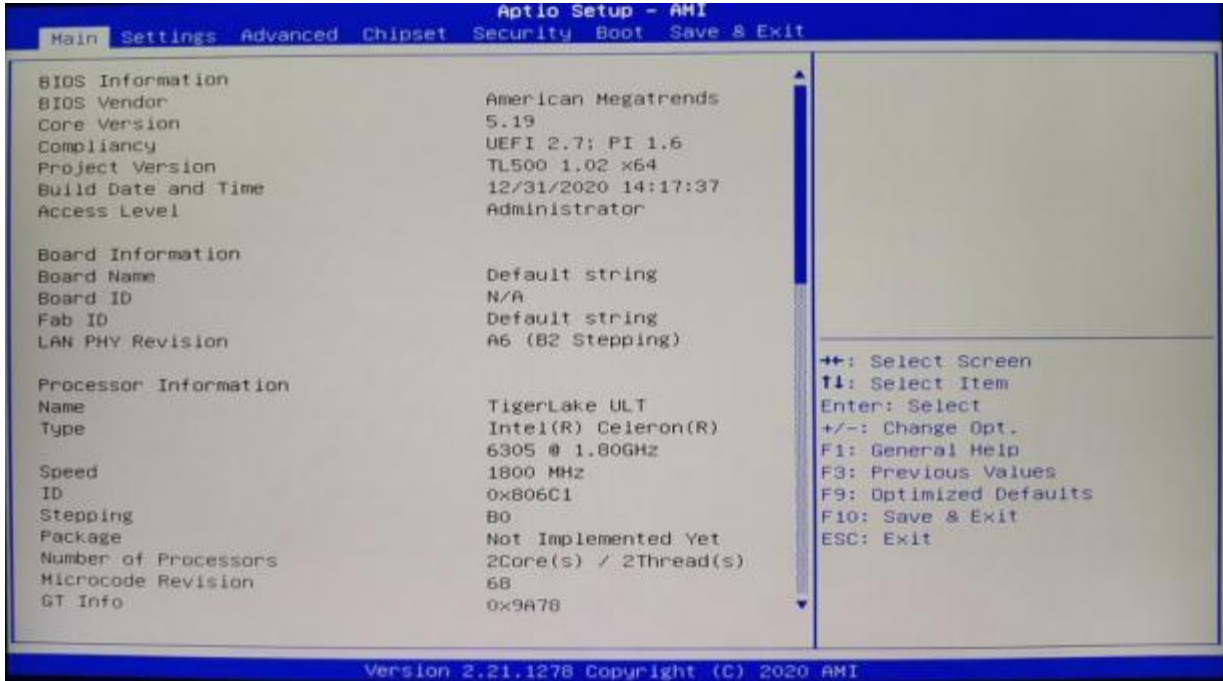 Aptio Setup - AMI
Main Settings Advanced Chipset Security Boot Save & Exit
BIOS Information
BIOS Vendor American Megatrends
Core Version 5.19
Compliancy UEFI 2.7; PI 1.6
Project Version TL500 1.02 x64
Build Date and Time 12/31/2020 14:17:37
Access Level Administrator
Board Information
Board Name Default string
Board ID N/A
Fab ID Default string
LAN PHY Revision A6 (B2 Stepping)
Processor Information
Name TigerLake ULT
Type Intel(R) Celeron(R)
6305 @ 1.80GHz
Speed 1800 MHz
ID 0x806C1
Stepping B0
Package Not Implemented Yet
Number of Processors 2Core(s) / 2Thread(s)
Microcode Revision 68
GT Info 0x9A78
→←: Select Screen
↑↓: Select Item
Enter: Select
+/-: Change Opt.
F1: General Help
F3: Previous Values
F9: Optimized Defaults
F10: Save & Exit
ESC: Exit
Version 2.21.1278 Copyright (C) 2020 AMI